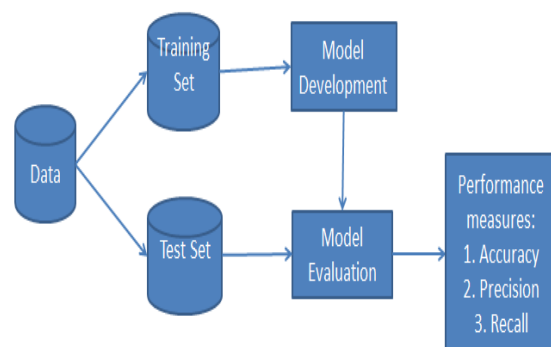 Training
Set
Model
Development
Data
Test Set
Model
Evaluation
Performance
measures:
1. Accuracy
2. Precision
3. Recall